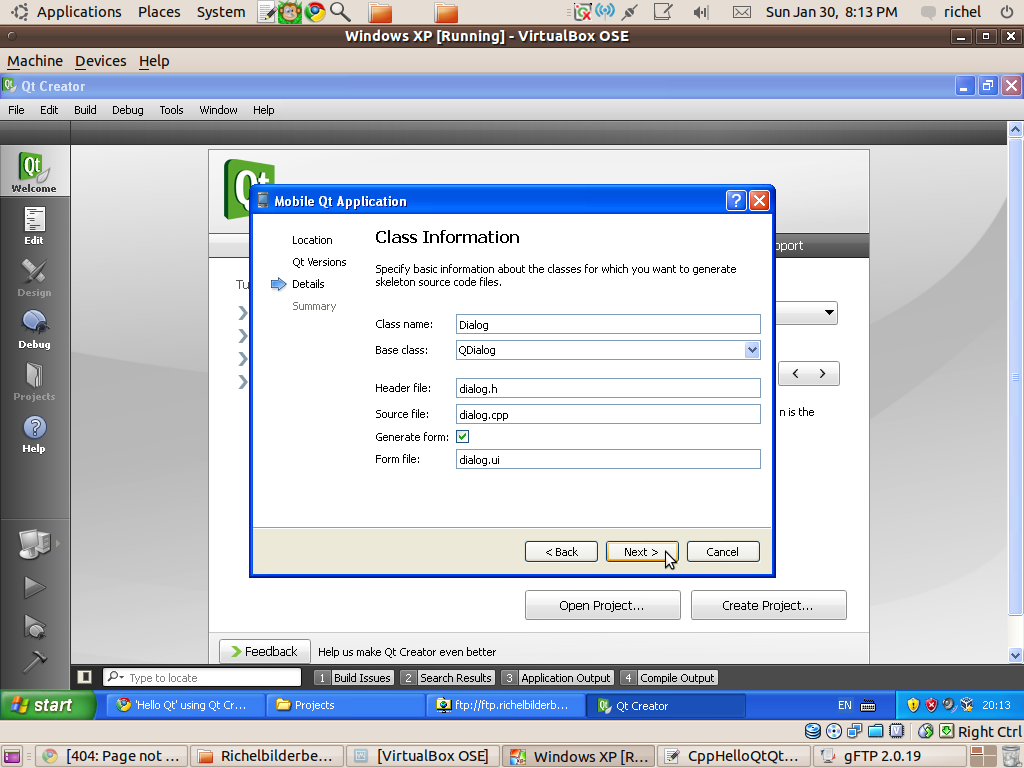 Applications Places System Sun Jan 30, 8:13 PM richel
Windows XP [Running] - VirtualBox OSE
Machine Devices Help
Qt Creator
File Edit Build Debug Tools Window Help
Qt
Welcome
Edit
Design
Debug
Projects
Help
Qt
Mobile Qt Application
Location
Qt Versions
Details
Summary
Class Information
Specify basic information about the classes for which you want to generate
skeleton source code files.
Class name: Dialog
Base class: QDialog
Header file: dialog.h
Source file: dialog.cpp
Generate form:
Form file: dialog.ui
< Back Next > Cancel
Tu
port
n is the
Open Project... Create Project...
Feedback Help us make Qt Creator even better
Type to locate 1 Build Issues 2 Search Results 3 Application Output 4 Compile Output
start 'Hello Qt' using Qt Cr... Projects ftp://ftp.richelbilderb... Qt Creator EN 20:13
Right Ctrl
[404: Page not ... Richelbilderbe... [VirtualBox OSE] Windows XP [R... CppHelloQtQt... gFTP 2.0.19